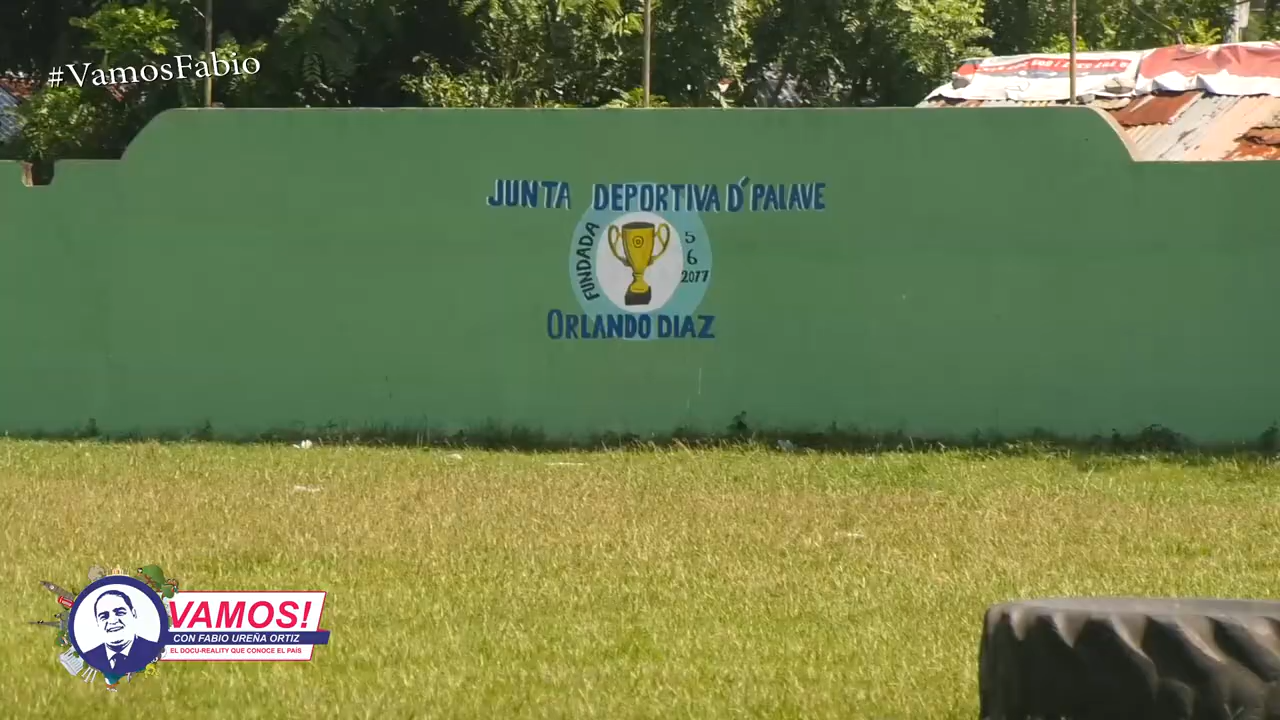 #VamosFabio
JUNTA DEPORTIVA D´PALAVE
FUNDADA
5
6
2017
ORLANDO DIAZ
VAMOS!
CON FABIO UREÑA ORTIZ
EL DOCU-REALITY QUE CONOCE EL PAÍS